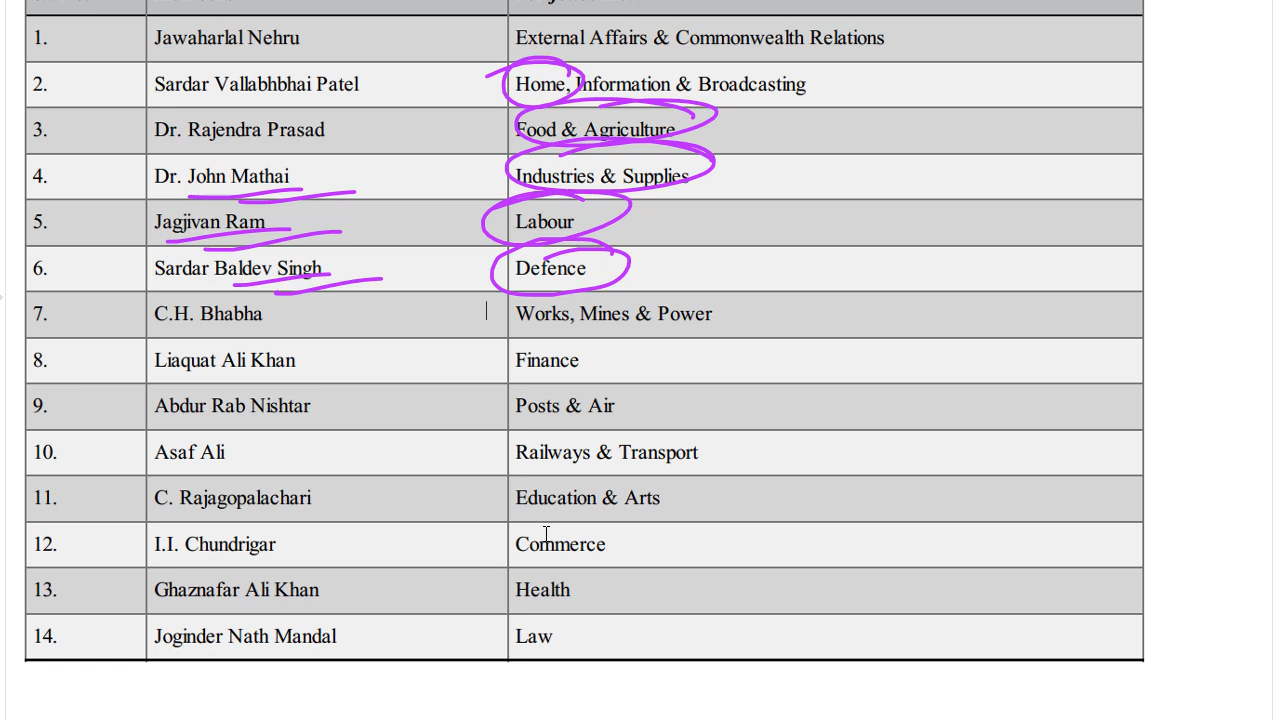 1. Jawaharlal Nehru External Affairs & Commonwealth Relations
2. Sardar Vallabhbhai Patel Home, Information & Broadcasting
3. Dr. Rajendra Prasad Food & Agriculture
4. Dr. John Mathai Industries & Supplies
5. Jagjivan Ram Labour
6. Sardar Baldev Singh Defence
7. C.H. Bhabha Works, Mines & Power
8. Liaquat Ali Khan Finance
9. Abdur Rab Nishtar Posts & Air
10. Asaf Ali Railways & Transport
11. C. Rajagopalachari Education & Arts
12. I.I. Chundrigar Commerce
13. Ghaznafar Ali Khan Health
14. Joginder Nath Mandal Law